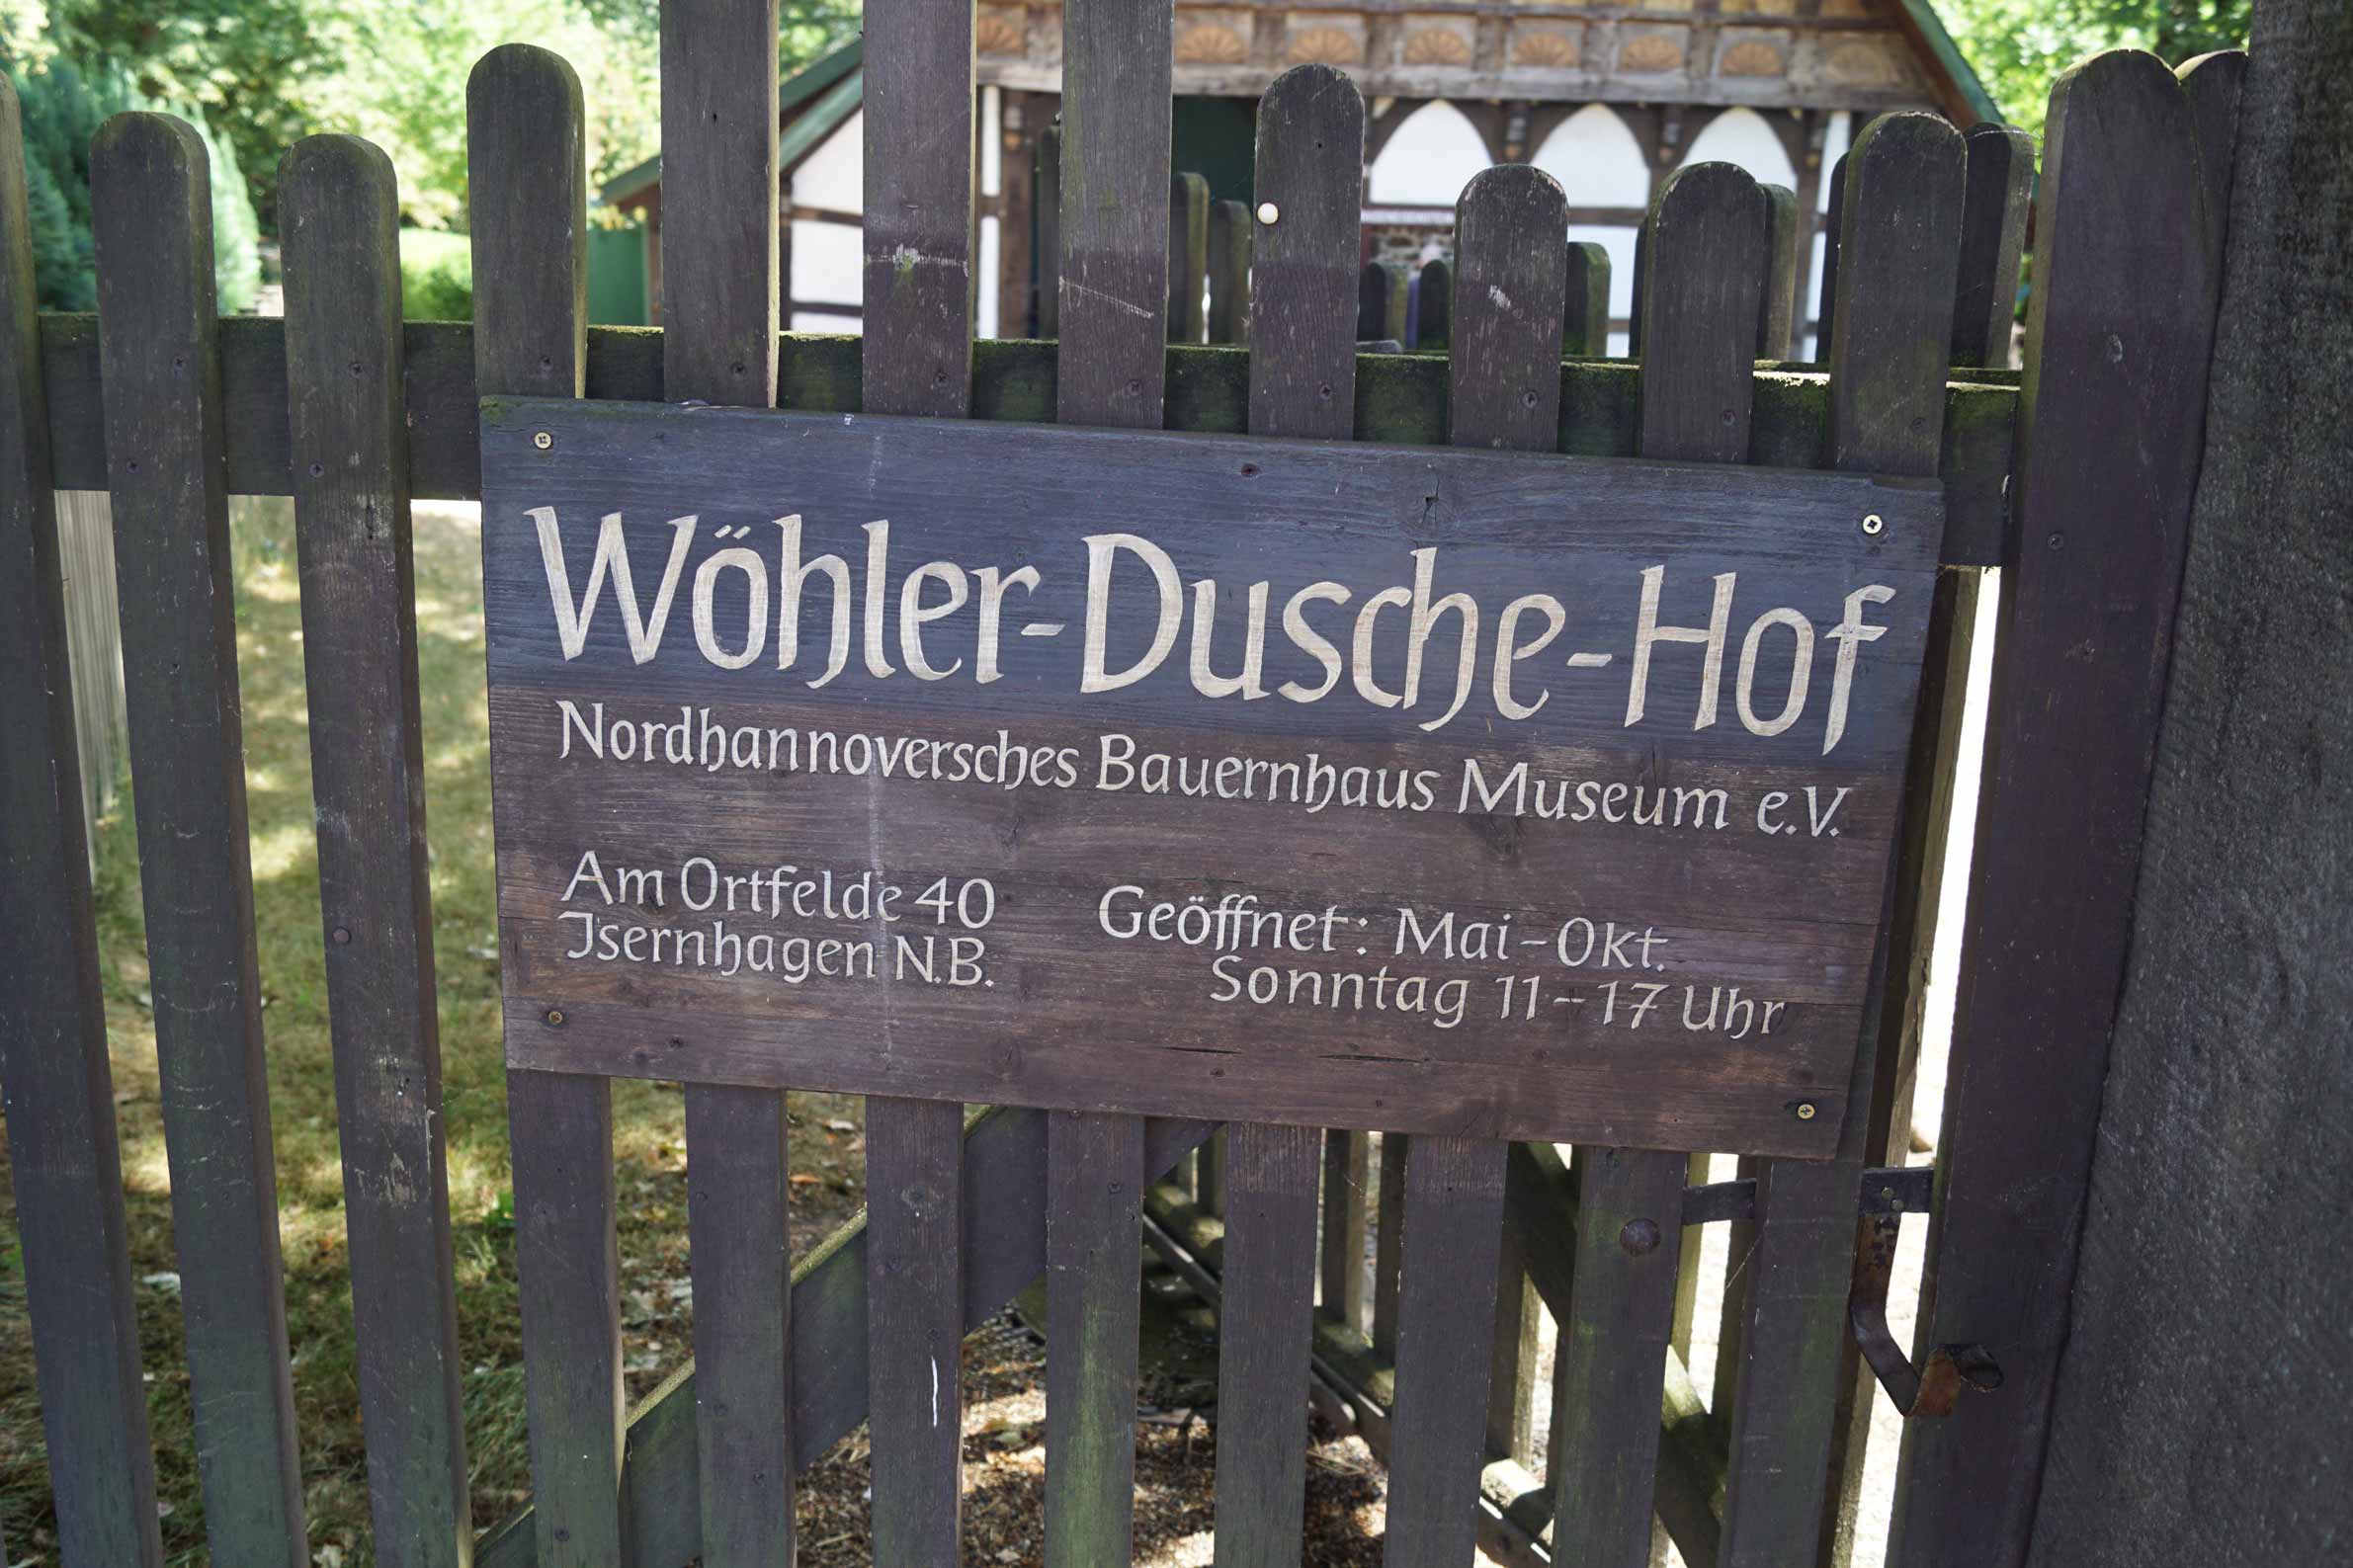 Wöhler-Dusche-Hof
Nordhannoversches Bauernhaus Museum e.V.
Am Ortfelde 40
Isernhagen N.B.
Geöffnet: Mai-Okt.
Sonntag 11-17 Uhr